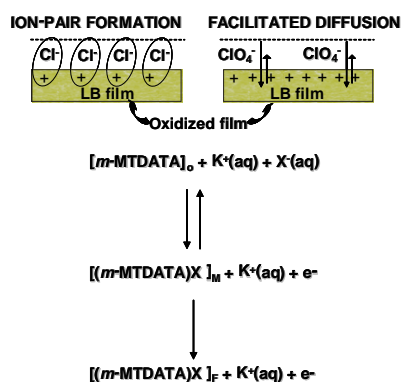 ION-PAIR FORMATION FACILITATED DIFFUSION
Cl- Cl- Cl- Cl- ClO4- ClO4-
+ + + + + + + + + + + + +
LB film LB film
Oxidized film
[m-MTDATA]o + K+(aq) + X-(aq)
[(m-MTDATA)X ]M + K+(aq) + e-
[(m-MTDATA)X ]F + K+(aq) + e-